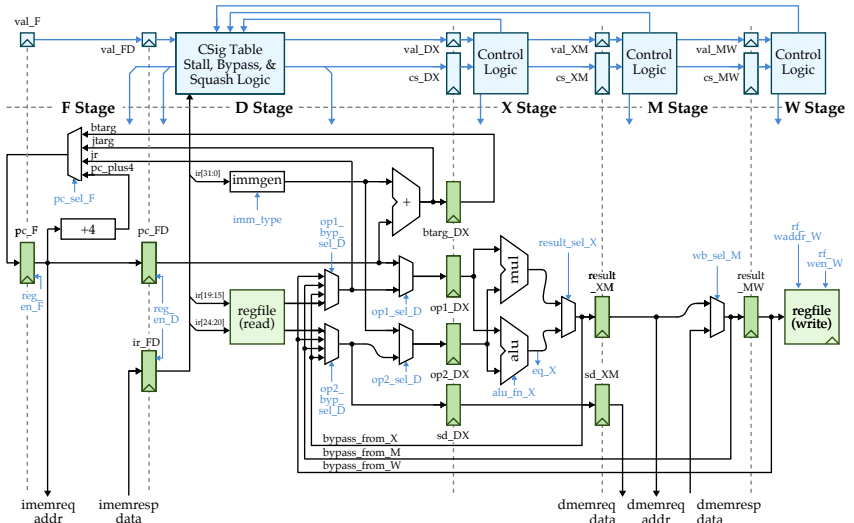 val_F
val_FD
CSig Table
Stall, Bypass, &
Squash Logic
val_DX
cs_DX
Control
Logic
val_XM
cs_XM
Control
Logic
val_MW
cs_MW
Control
Logic
F Stage
D Stage
X Stage
M Stage
W Stage
btarg
jtarg
jr
pc_plus4
pc_sel_F
ir[31:0]
immgen
imm_type
+
btarg_DX
pc_F
+4
pc_FD
reg_
en_F
reg_
en_D
op1_
byp_
sel_D
ir[19:15]
ir[24:20]
regfile
(read)
op1_sel_D
op1_DX
mul
result_sel_X
result
_XM
wb_sel_M
result
_MW
rf_
waddr_W
rf_
wen_W
regfile
(write)
ir_FD
op2_
byp_
sel_D
op2_sel_D
op2_DX
alu
eq_X
alu_fn_X
sd_XM
sd_DX
bypass_from_X
bypass_from_M
bypass_from_W
imemreq
addr
imemresp
data
dmemreq
data
dmemreq
addr
dmemresp
data